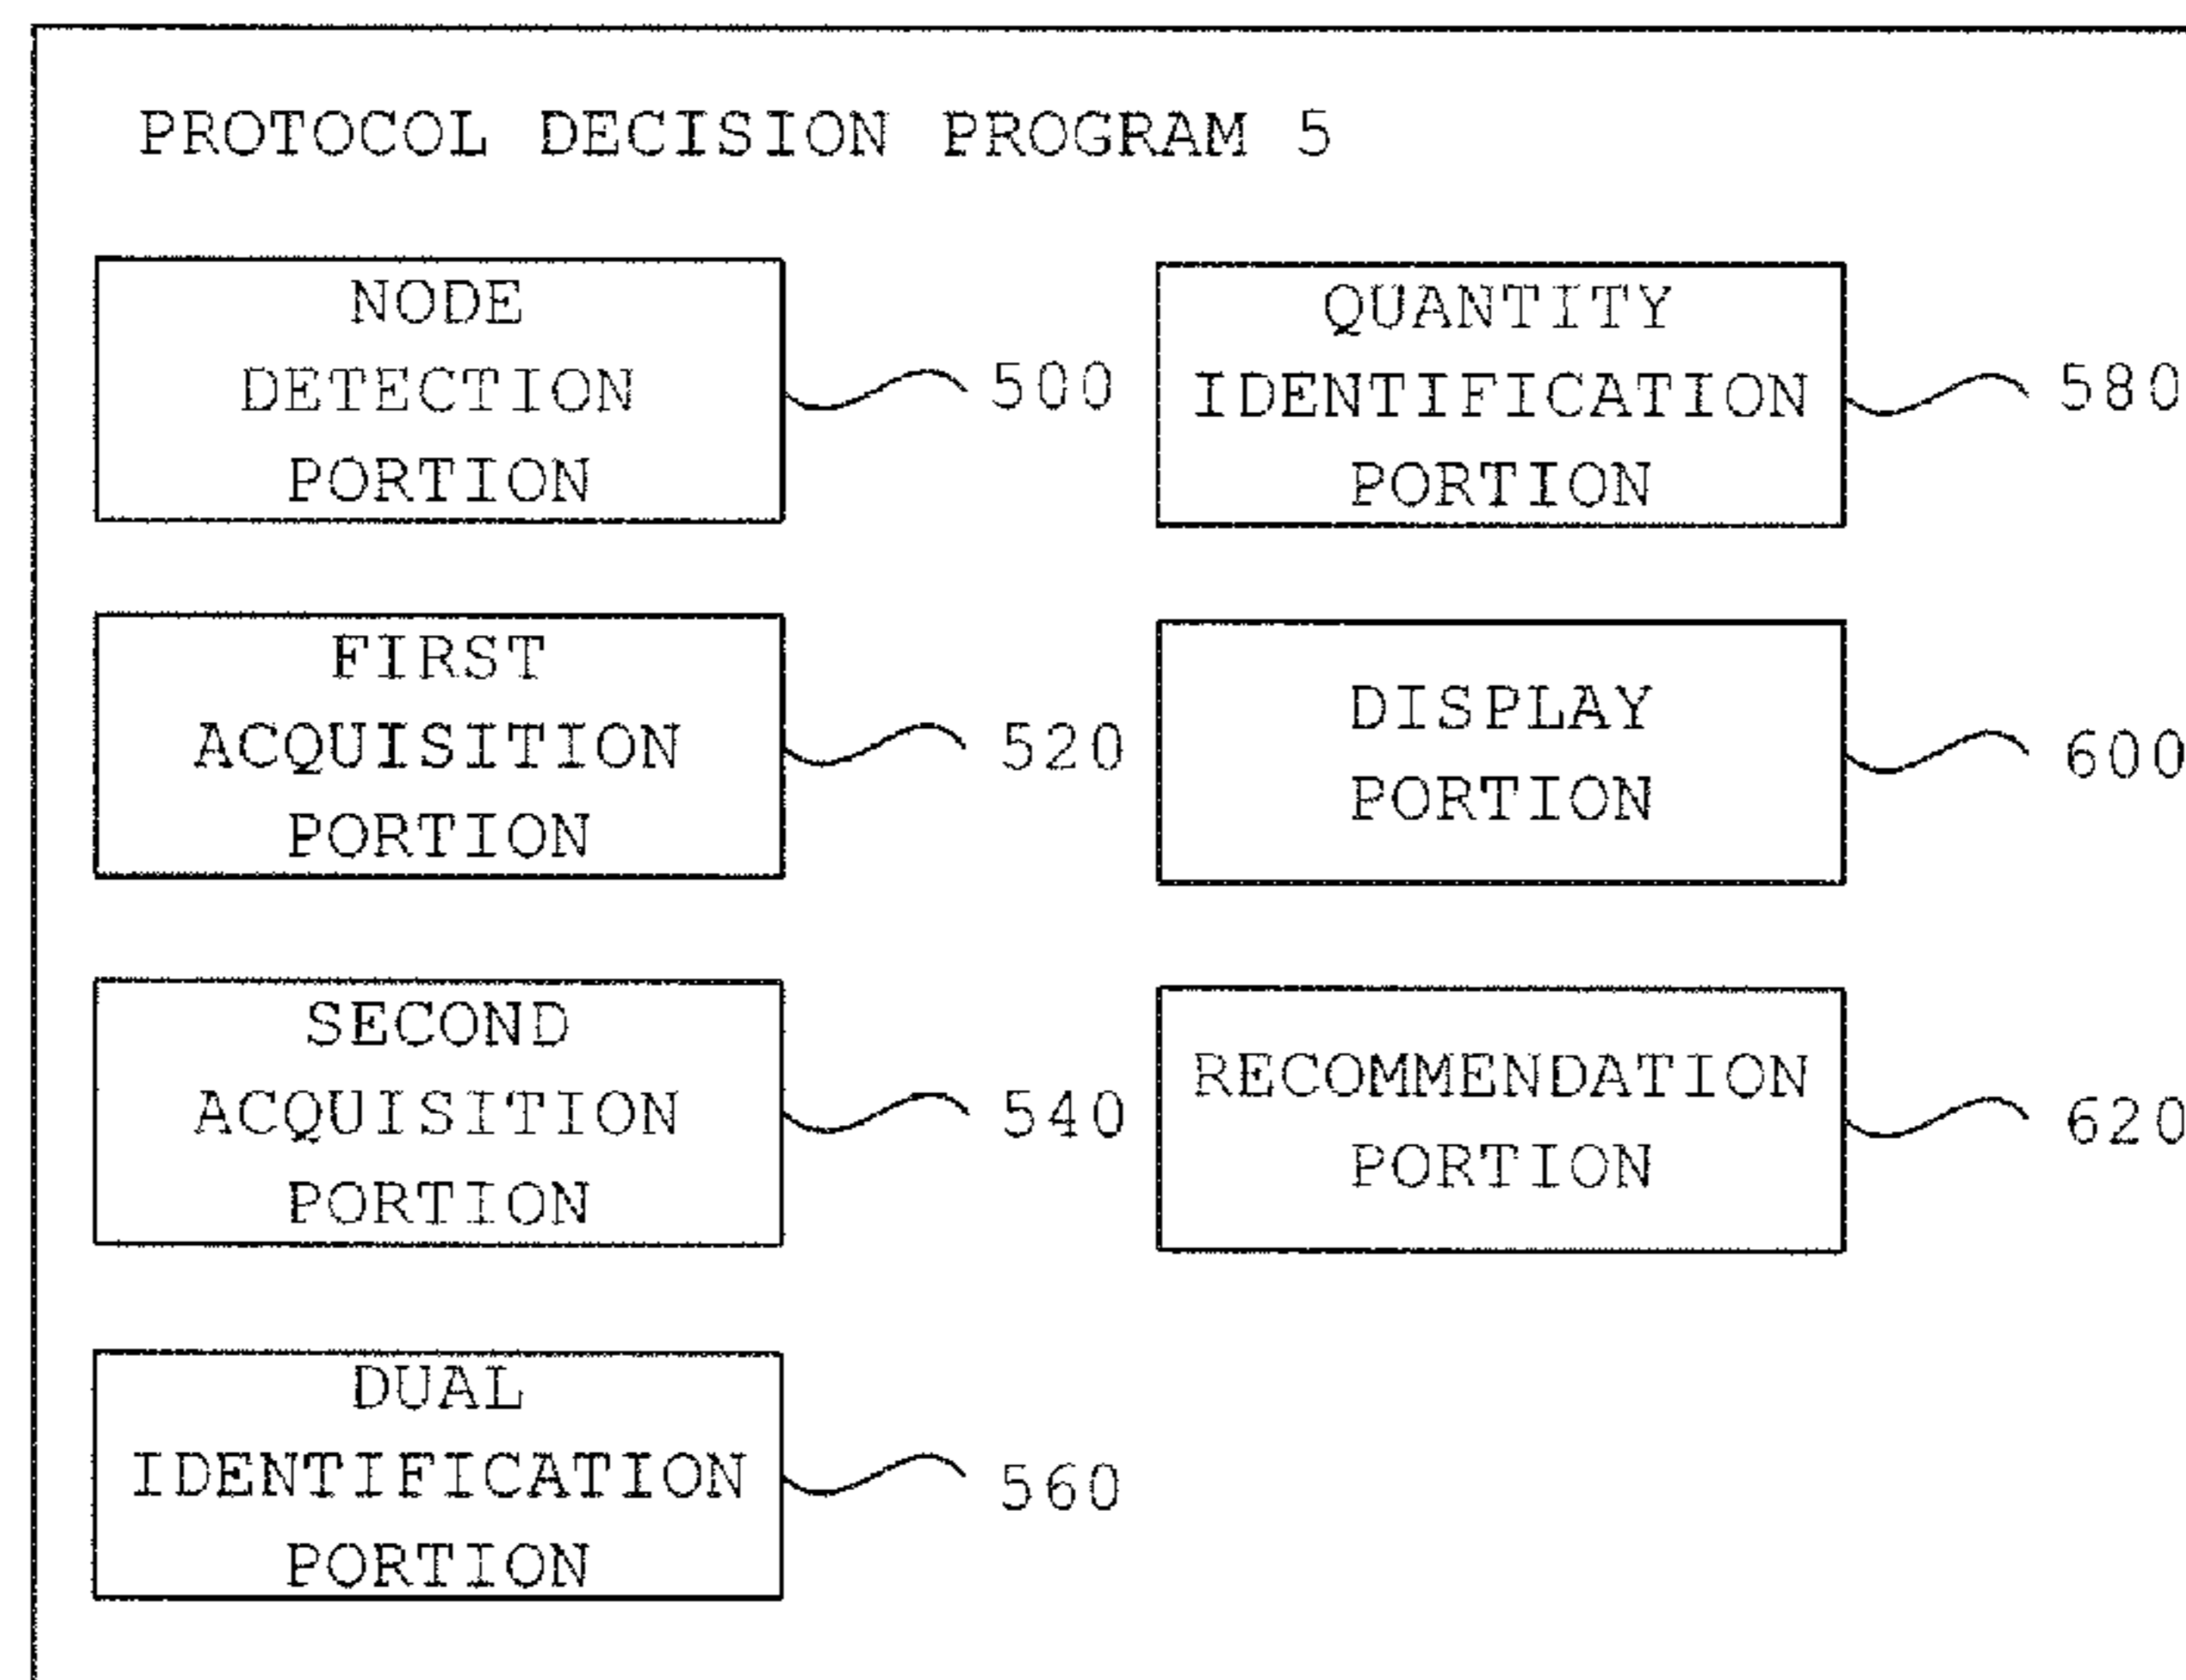 PROTOCOL DECISION PROGRAM 5
NODE
DETECTION
PORTION
500
FIRST
ACQUISITION
PORTION
520
SECOND
ACQUISITION
PORTION
540
DUAL
IDENTIFICATION
PORTION
560
QUANTITY
IDENTIFICATION
PORTION
580
DISPLAY
PORTION
600
RECOMMENDATION
PORTION
620